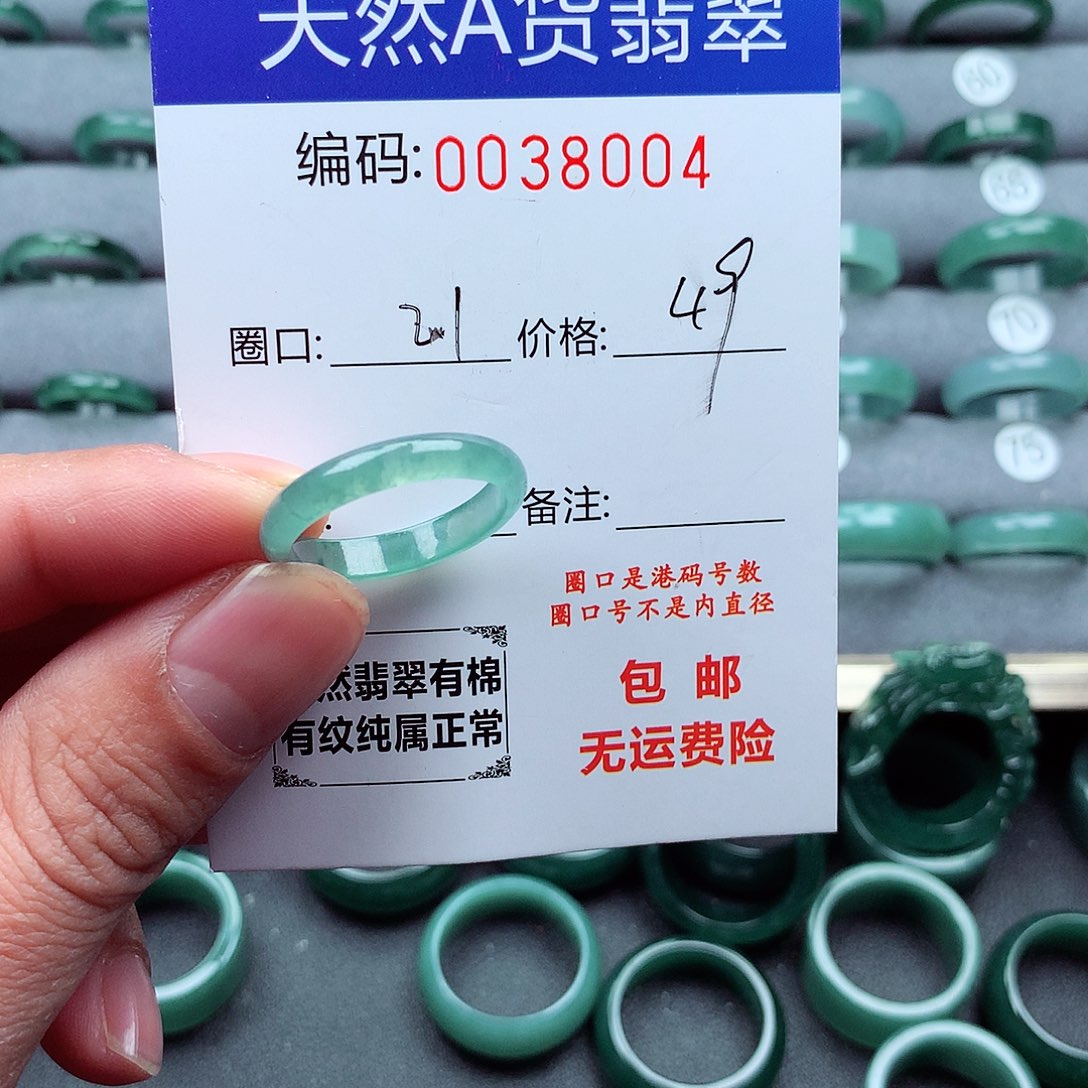 天然A货翡翠
编码:0038004
圈口: 21 价格: 49
备注:
圈口是港码号数
圈口号不是内直径
然翡翠有棉
有纹纯属正常
包邮
无运费险
60
65
70
75